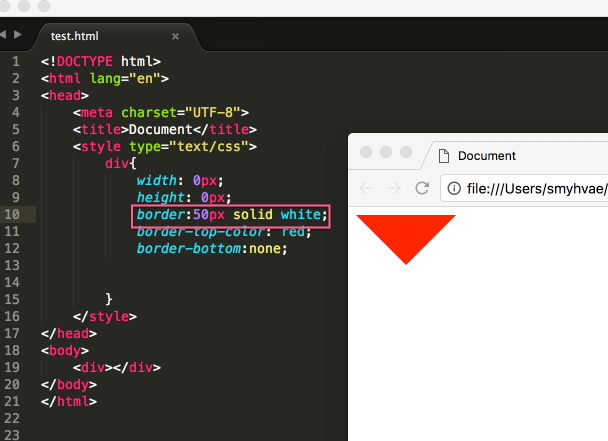 test.html ×
1 <!DOCTYPE html>
2 <html lang="en">
3 <head>
4 <meta charset="UTF-8">
5 <title>Document</title>
6 <style type="text/css">
7 div{
8 width: 0px;
9 height: 0px;
10 border:50px solid white;
11 border-top-color: red;
12 border-bottom:none;
13
14
15 }
16 </style>
17 </head>
18 <body>
19 <div></div>
20 </body>
21 </html>
22
23
Document
file:///Users/smyhvae/